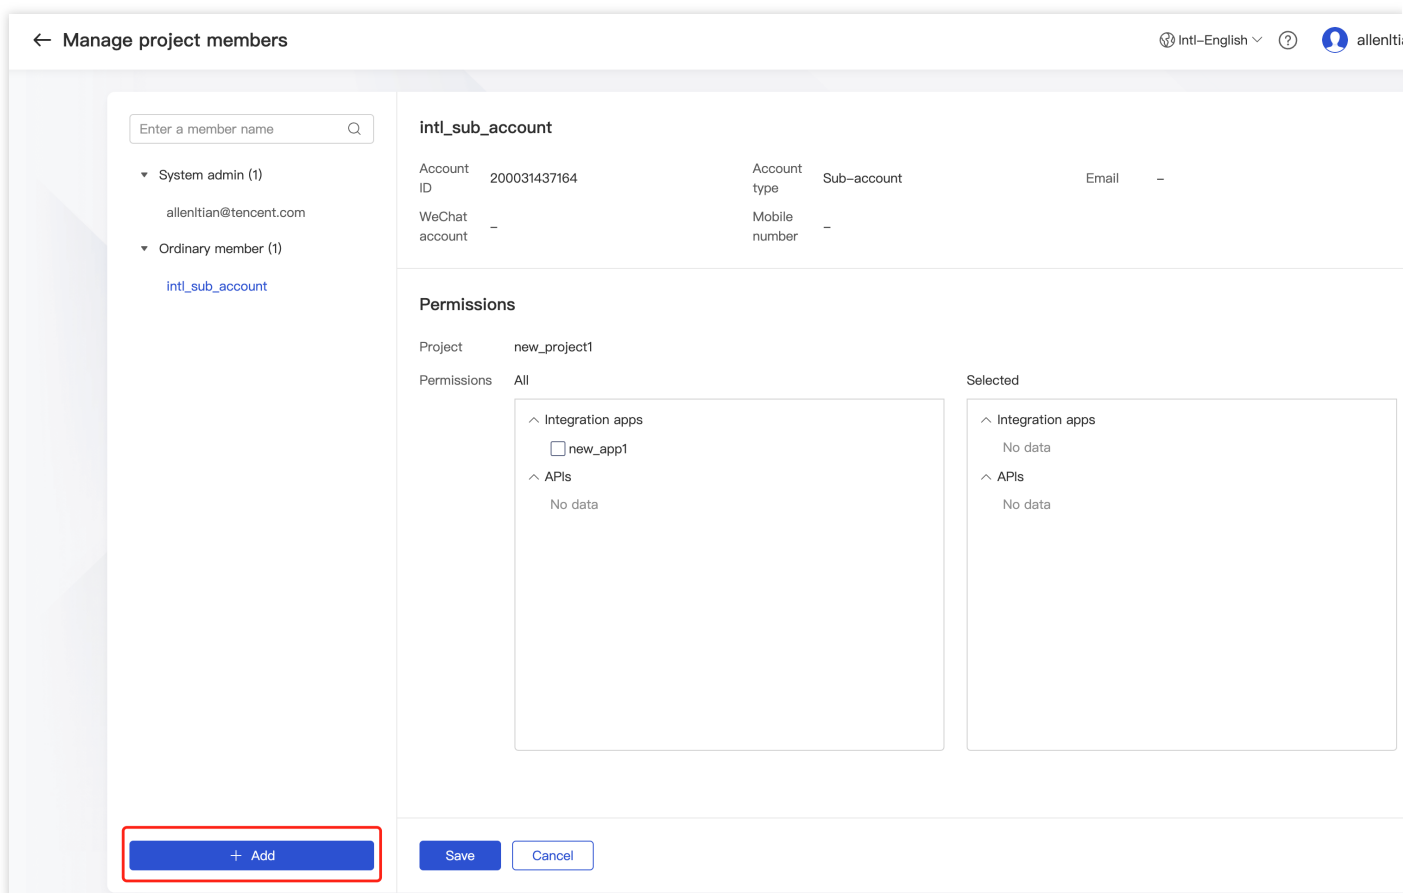 Manage project members
Intl-English
allenltia
Enter a member name
System admin (1)
allenltian@tencent.com
Ordinary member (1)
intl_sub_account
+ Add
intl_sub_account
Account ID
200031437164
Account type
Sub-account
Email
-
WeChat account
-
Mobile number
-
Permissions
Project
new_project1
Permissions
All
Integration apps
new_app1
APIs
No data
Selected
Integration apps
No data
APIs
No data
Save
Cancel